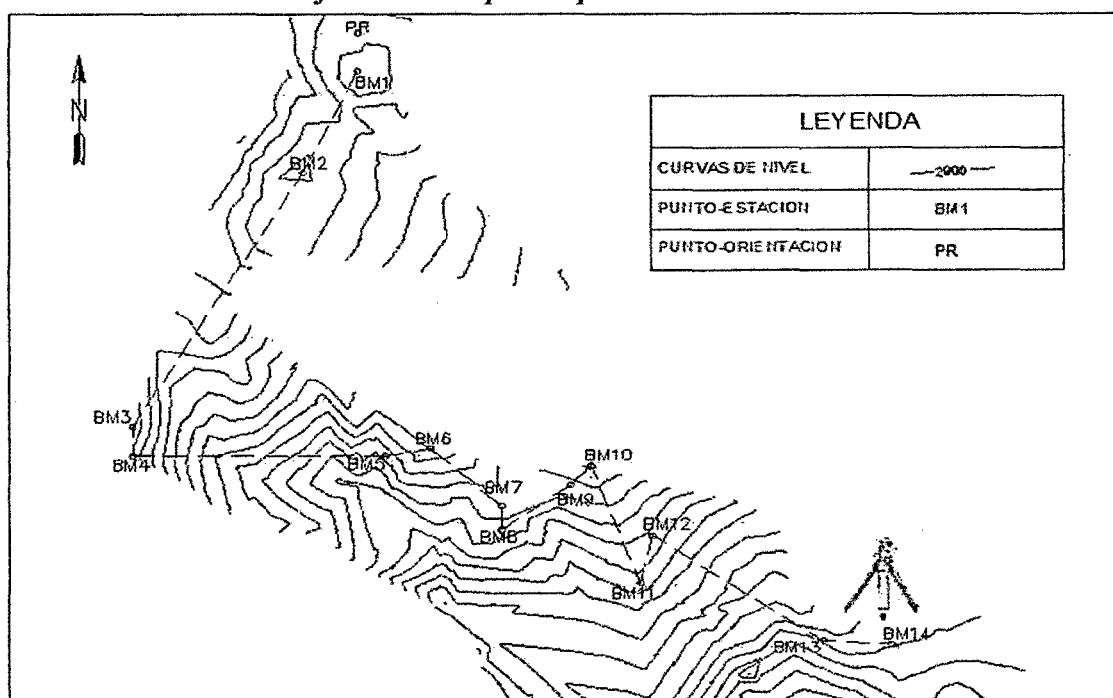 PR
BM1
N
BM2
LEYENDA
CURVAS DE NIVEL
2900
PUNTO-ESTACION
BM1
PUNTO-ORIENTACION
PR
BM3
BM4
BM5
BM6
BM7
BM8
BM9
BM10
BM11
BM12
BM13
BM14